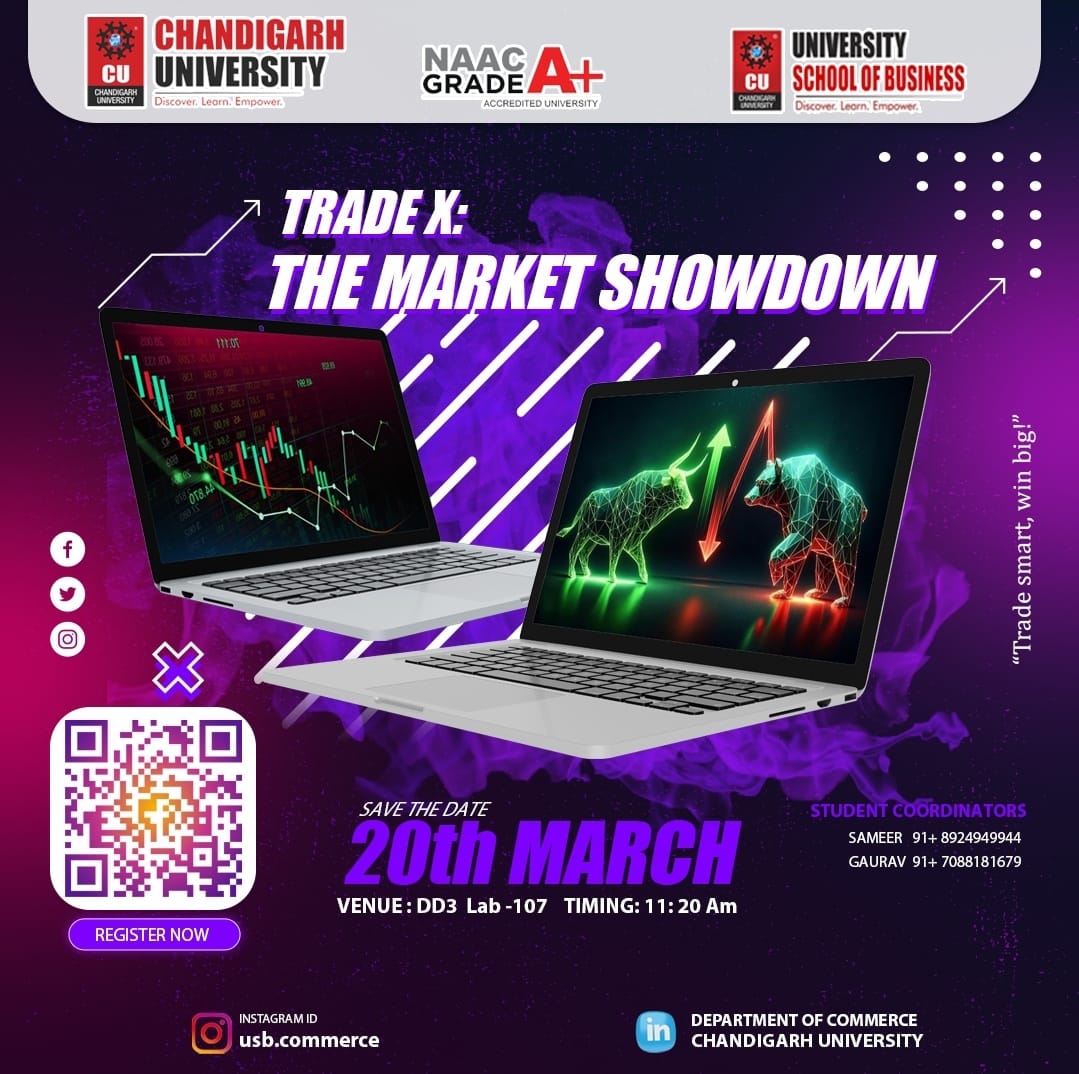 CU
CHANDIGARH
UNIVERSITY
CHANDIGARH
UNIVERSITY
Discover. Learn. Empower.
NAAC
GRADE A+
ACCREDITED UNIVERSITY
CU
CHANDIGARH
UNIVERSITY
UNIVERSITY
SCHOOL OF BUSINESS
Discover. Learn. Empower.
TRADE X:
THE MARKET SHOWDOWN
“Trade smart, win big!”
SAVE THE DATE
20th MARCH
VENUE : DD3 Lab -107 TIMING: 11: 20 Am
STUDENT COORDINATORS
SAMEER 91+ 8924949944
GAURAV 91+ 7088181679
REGISTER NOW
INSTAGRAM ID
usb.commerce
in
DEPARTMENT OF COMMERCE
CHANDIGARH UNIVERSITY